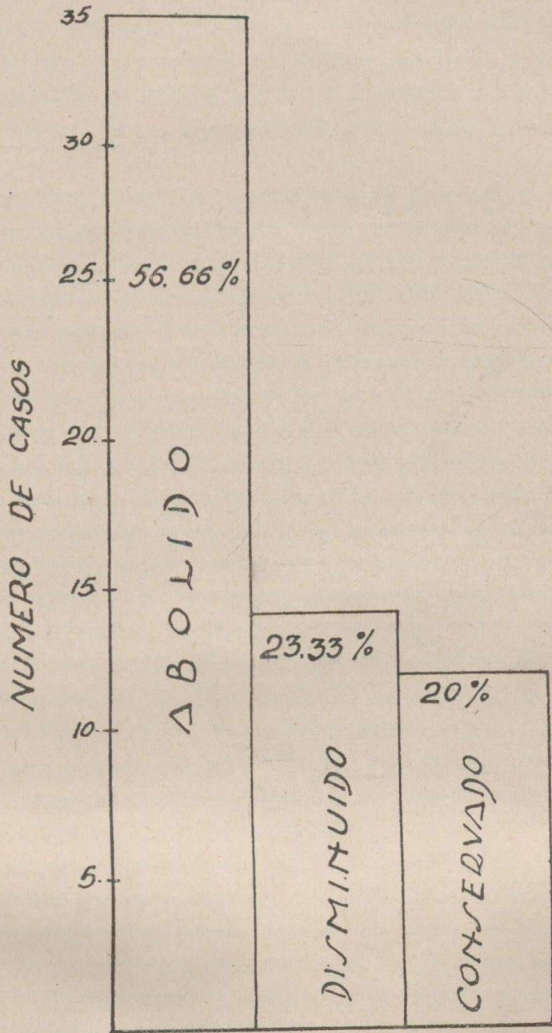 35
30
25
20
15
10
5
NUMERO DE CASOS
56.66%
ABOLIDO
23.33%
DISMINUIDO
20%
CONSERVADO